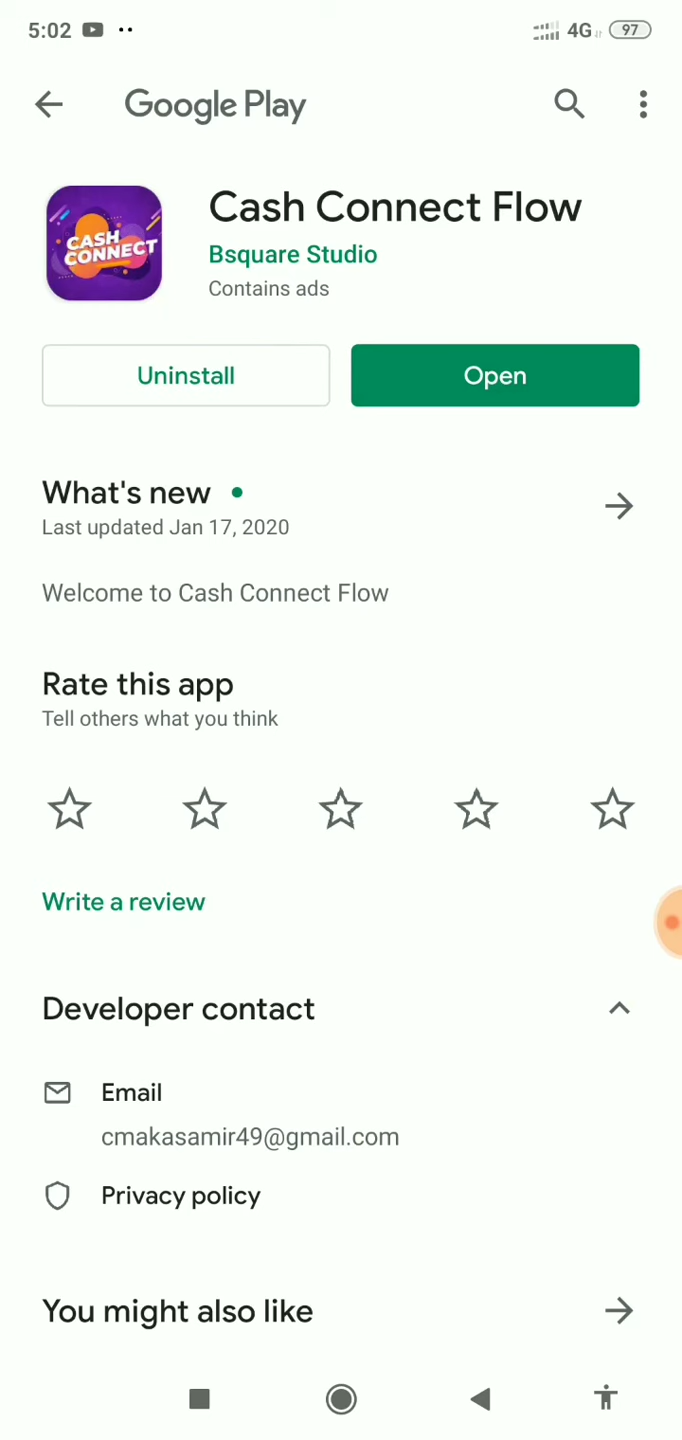 5:02
4G 97
Google Play
Cash Connect Flow
CASH
CONNECT
Bsquare Studio
Contains ads
Uninstall
Open
What's new
Last updated Jan 17, 2020
Welcome to Cash Connect Flow
Rate this app
Tell others what you think
Write a review
Developer contact
Email
cmakasamir49@gmail.com
Privacy policy
You might also like